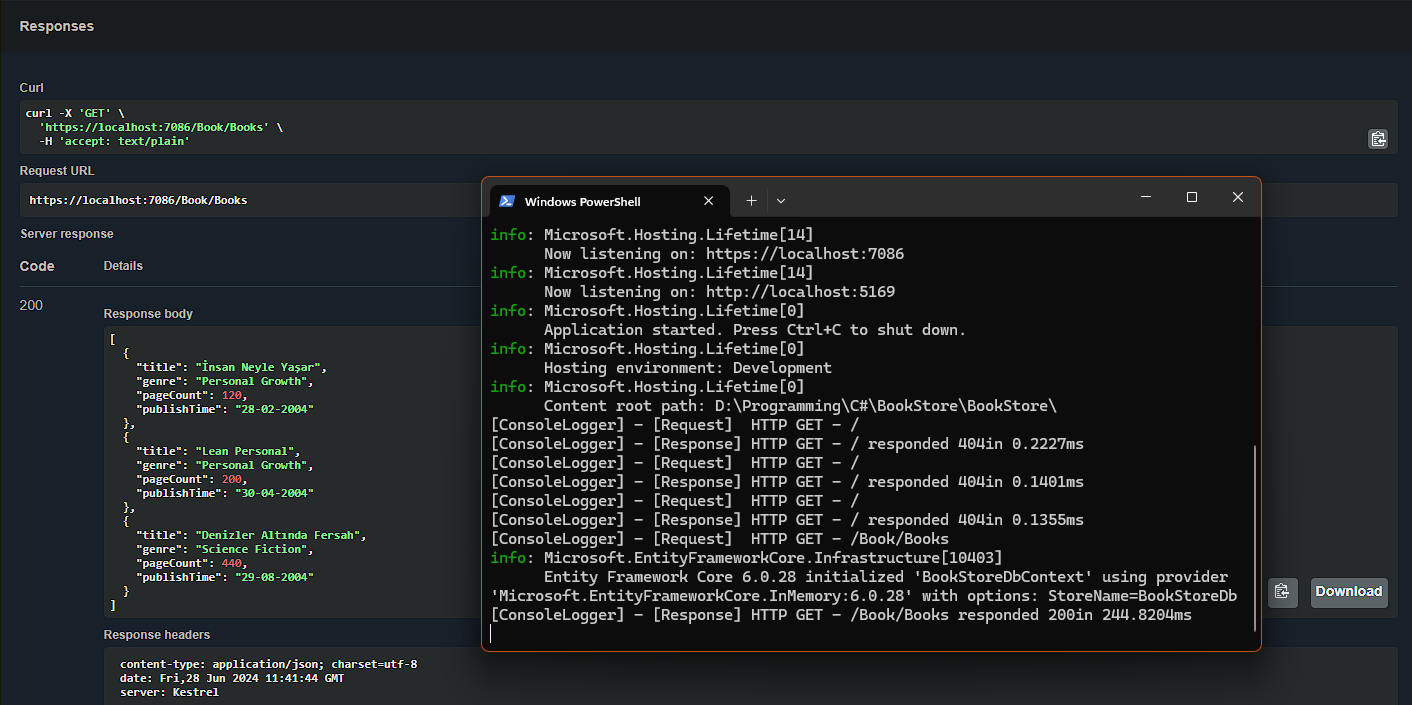 Responses
Curl
curl -X 'GET' \
'https://localhost:7086/Book/Books' \
-H 'accept: text/plain'
Request URL
https://localhost:7086/Book/Books
Server response
Code Details
200
Response body
[
{
"title": "İnsan Neyle Yaşar",
"genre": "Personal Growth",
"pageCount": 120,
"publishTime": "28-02-2004"
},
{
"title": "Lean Personal",
"genre": "Personal Growth",
"pageCount": 200,
"publishTime": "30-04-2004"
},
{
"title": "Denizler Altında Fersah",
"genre": "Science Fiction",
"pageCount": 440,
"publishTime": "29-08-2004"
}
]
Download
Response headers
content-type: application/json; charset=utf-8
date: Fri,28 Jun 2024 11:41:44 GMT
server: Kestrel
Windows PowerShell
info: Microsoft.Hosting.Lifetime[14]
Now listening on: https://localhost:7086
info: Microsoft.Hosting.Lifetime[14]
Now listening on: http://localhost:5169
info: Microsoft.Hosting.Lifetime[0]
Application started. Press Ctrl+C to shut down.
info: Microsoft.Hosting.Lifetime[0]
Hosting environment: Development
info: Microsoft.Hosting.Lifetime[0]
Content root path: D:\Programming\C#\BookStore\BookStore\
[ConsoleLogger] - [Request]  HTTP GET - /
[ConsoleLogger] - [Response] HTTP GET - / responded 404in 0.2227ms
[ConsoleLogger] - [Request]  HTTP GET - /
[ConsoleLogger] - [Response] HTTP GET - / responded 404in 0.1401ms
[ConsoleLogger] - [Request]  HTTP GET - /
[ConsoleLogger] - [Response] HTTP GET - / responded 404in 0.1355ms
[ConsoleLogger] - [Request]  HTTP GET - /Book/Books
info: Microsoft.EntityFrameworkCore.Infrastructure[10403]
Entity Framework Core 6.0.28 initialized 'BookStoreDbContext' using provider
'Microsoft.EntityFrameworkCore.InMemory:6.0.28' with options: StoreName=BookStoreDb
[ConsoleLogger] - [Response] HTTP GET - /Book/Books responded 200in 244.8204ms